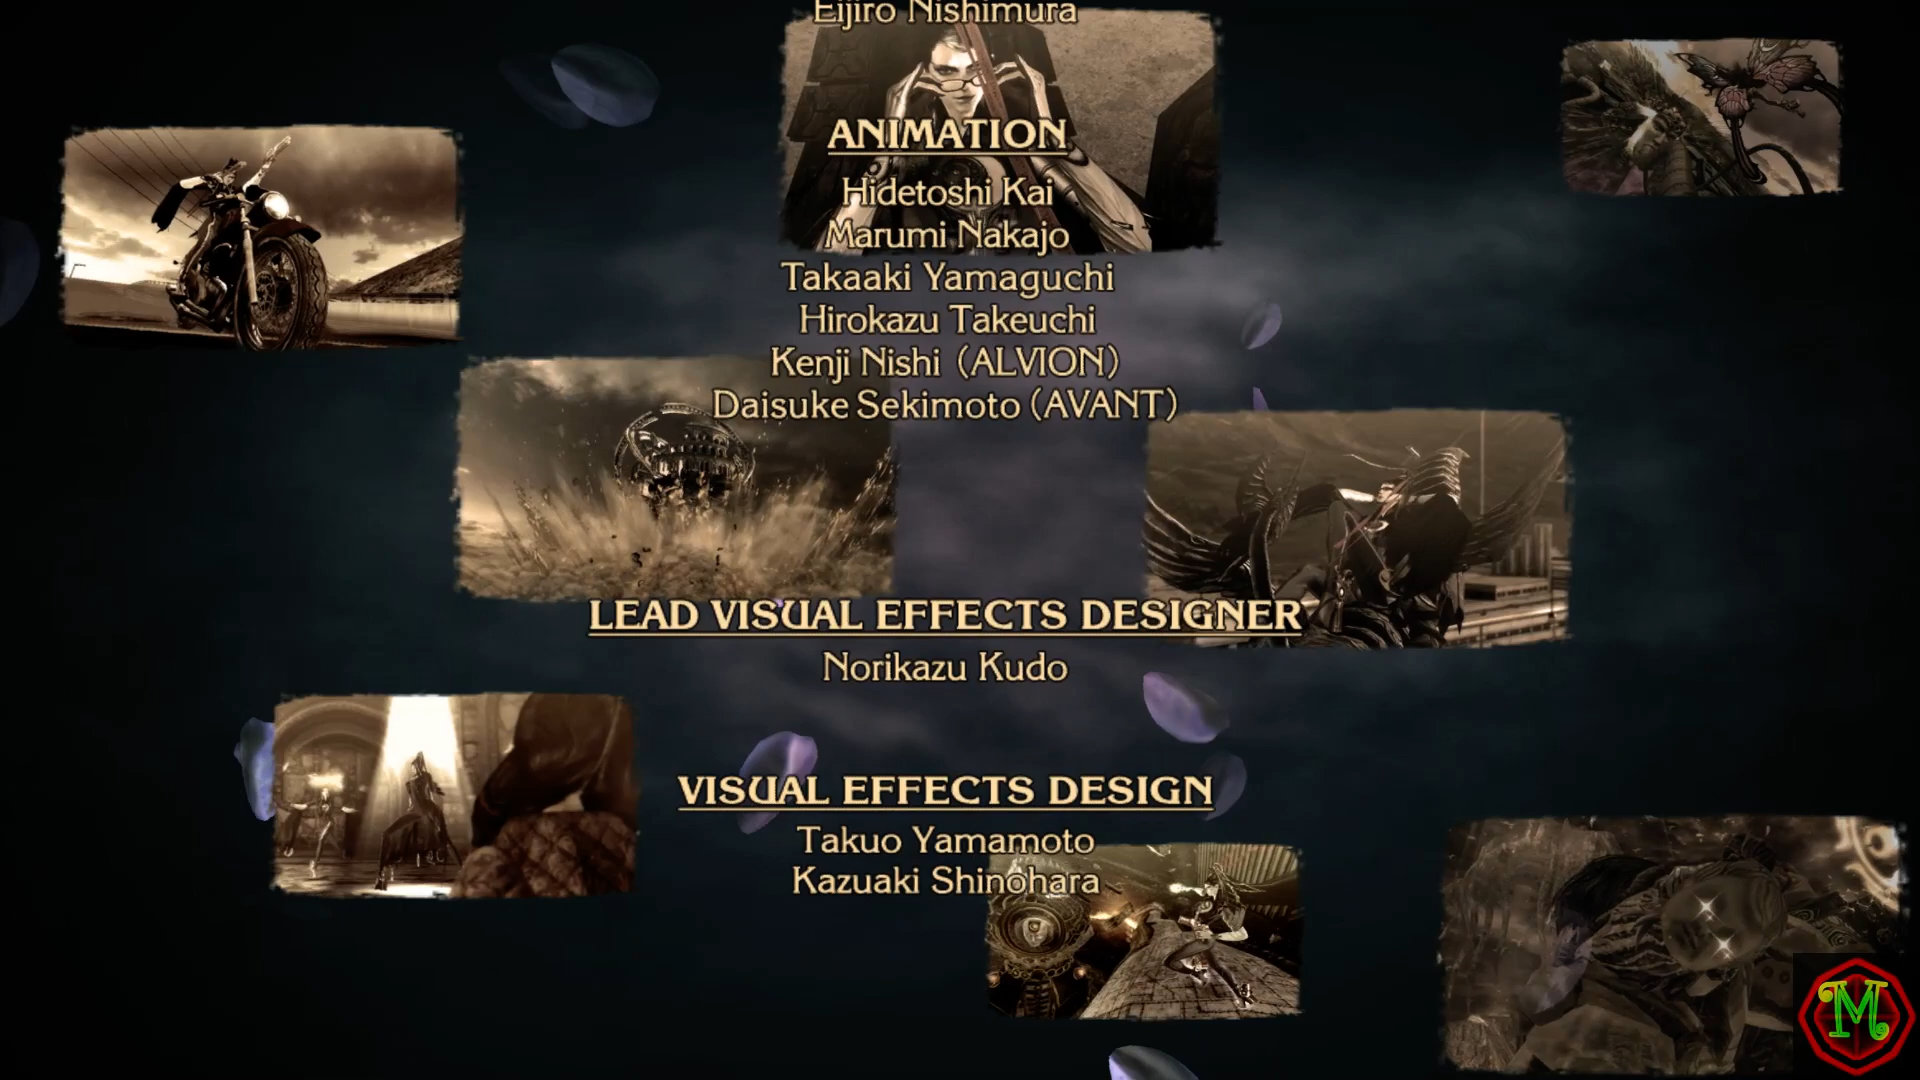 Eijiro Nishimura
ANIMATION
Hidetoshi Kai
Marumi Nakajo
Takaaki Yamaguchi
Hirokazu Takeuchi
Kenji Nishi (ALVION)
Daisuke Sekimoto (AVANT)
LEAD VISUAL EFFECTS DESIGNER
Norikazu Kudo
VISUAL EFFECTS DESIGN
Takuo Yamamoto
Kazuaki Shinohara
M